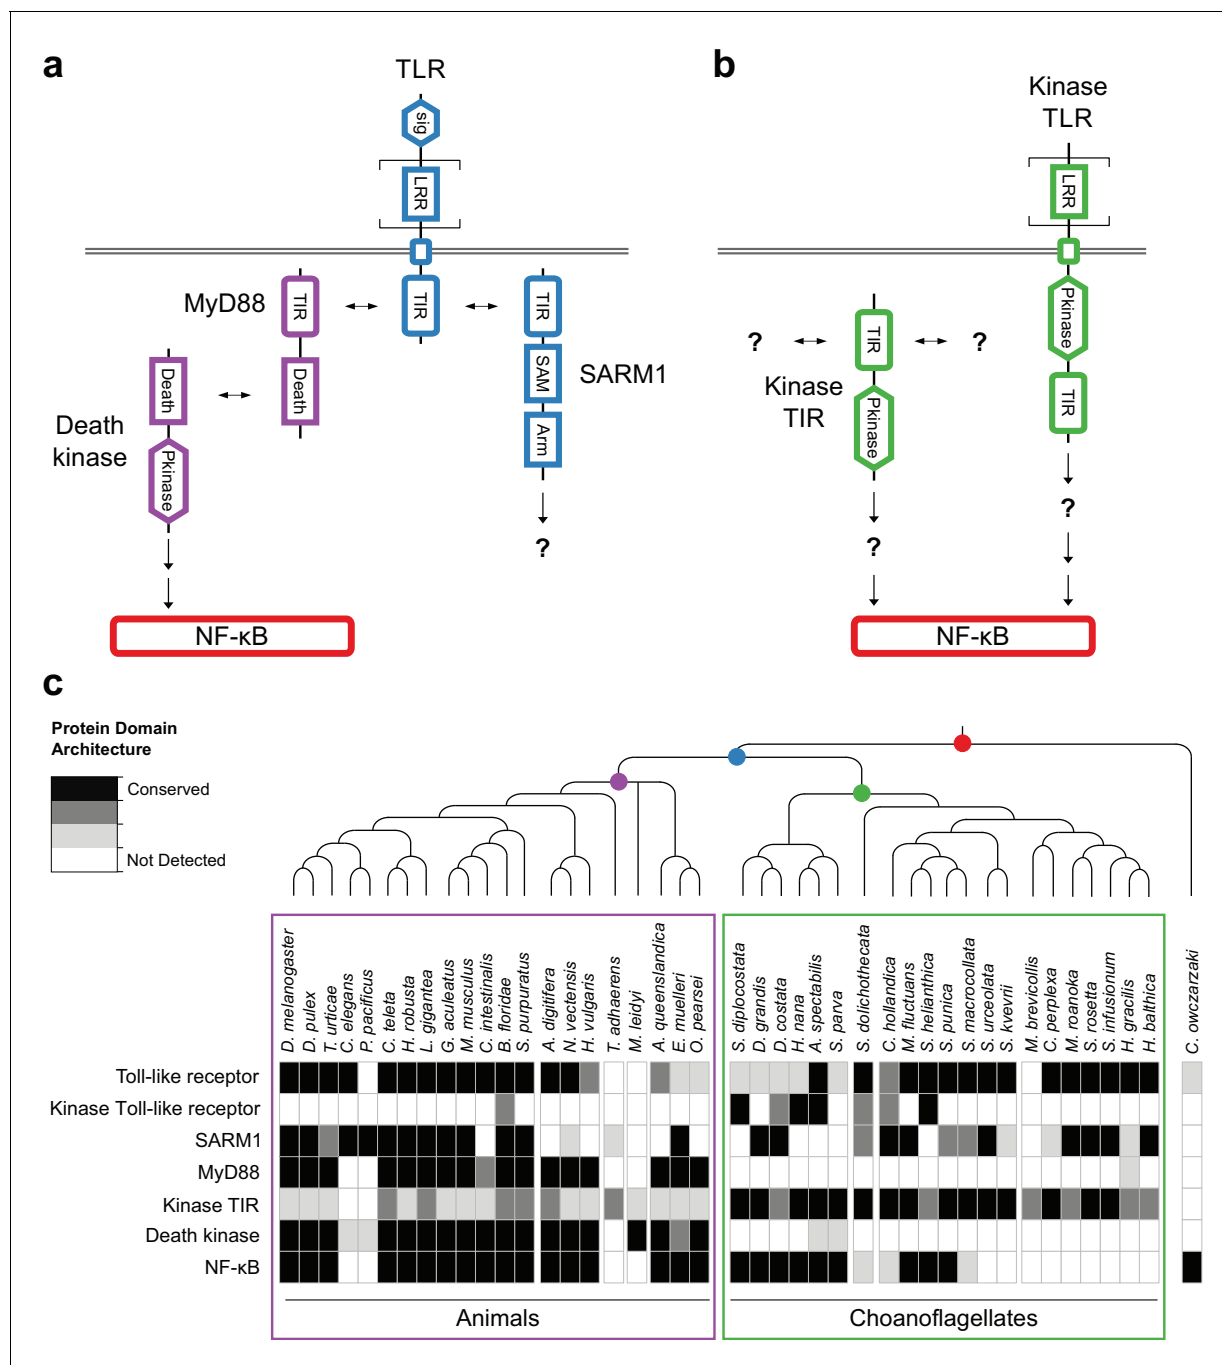 a
TLR
sig
LRR
MyD88
TIR
TIR
TIR
Death
Death
Death
kinase
Pkinase
SAM
Arm
SARM1
?
NF-κB
b
Kinase
TLR
LRR
Pkinase
TIR
?
TIR
?
Kinase
TIR
Pkinase
?
?
NF-κB
c
Protein Domain
Architecture
Conserved
Not Detected
D. melanogaster
D. pulex
T. urticae
C. elegans
P. pacificus
C. teleta
H. robusta
L. gigantea
G. aculeatus
M. musculus
C. intestinalis
B. floridae
S. purpuratus
A. digitifera
N. vectensis
H. vulgaris
T. adhaerens
M. leidyi
A. queenslandica
E. muelleri
O. pearsei
S. diplocostata
D. grandis
D. costata
H. nana
A. spectabilis
S. parva
S. dolichothecata
C. hollandica
M. fluctuans
S. helianthica
S. punica
S. macrocollata
S. urceolata
S. kvevrii
M. brevicollis
C. perplexa
M. roanoka
S. rosetta
S. infusionum
H. gracilis
H. balthica
C. owczarzaki
Toll-like receptor
Kinase Toll-like receptor
SARM1
MyD88
Kinase TIR
Death kinase
NF-κB
Animals
Choanoflagellates